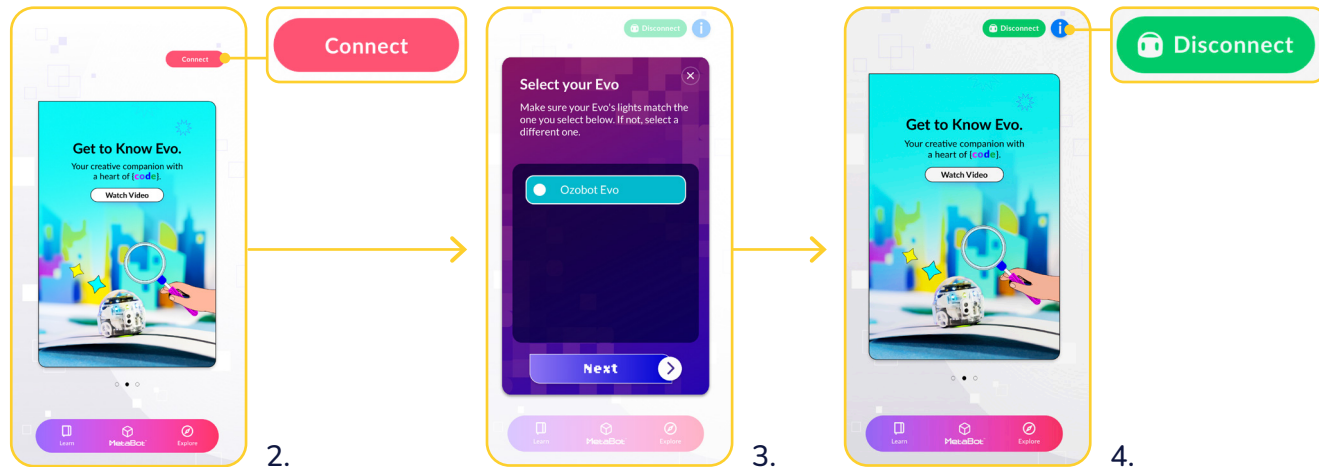 Connect
Get to Know Evo.
Your creative companion with
a heart of {code}.
Watch Video
Learn
MetaBot
Explore
Connect
2.
Disconnect
i
Select your Evo
Make sure your Evo's lights match the
one you select below. If not, select a
different one.
Ozobot Evo
Next
Learn
MetaBot
Explore
3.
Disconnect
i
Get to Know Evo.
Your creative companion with
a heart of {code}.
Watch Video
Learn
MetaBot
Explore
Disconnect
4.